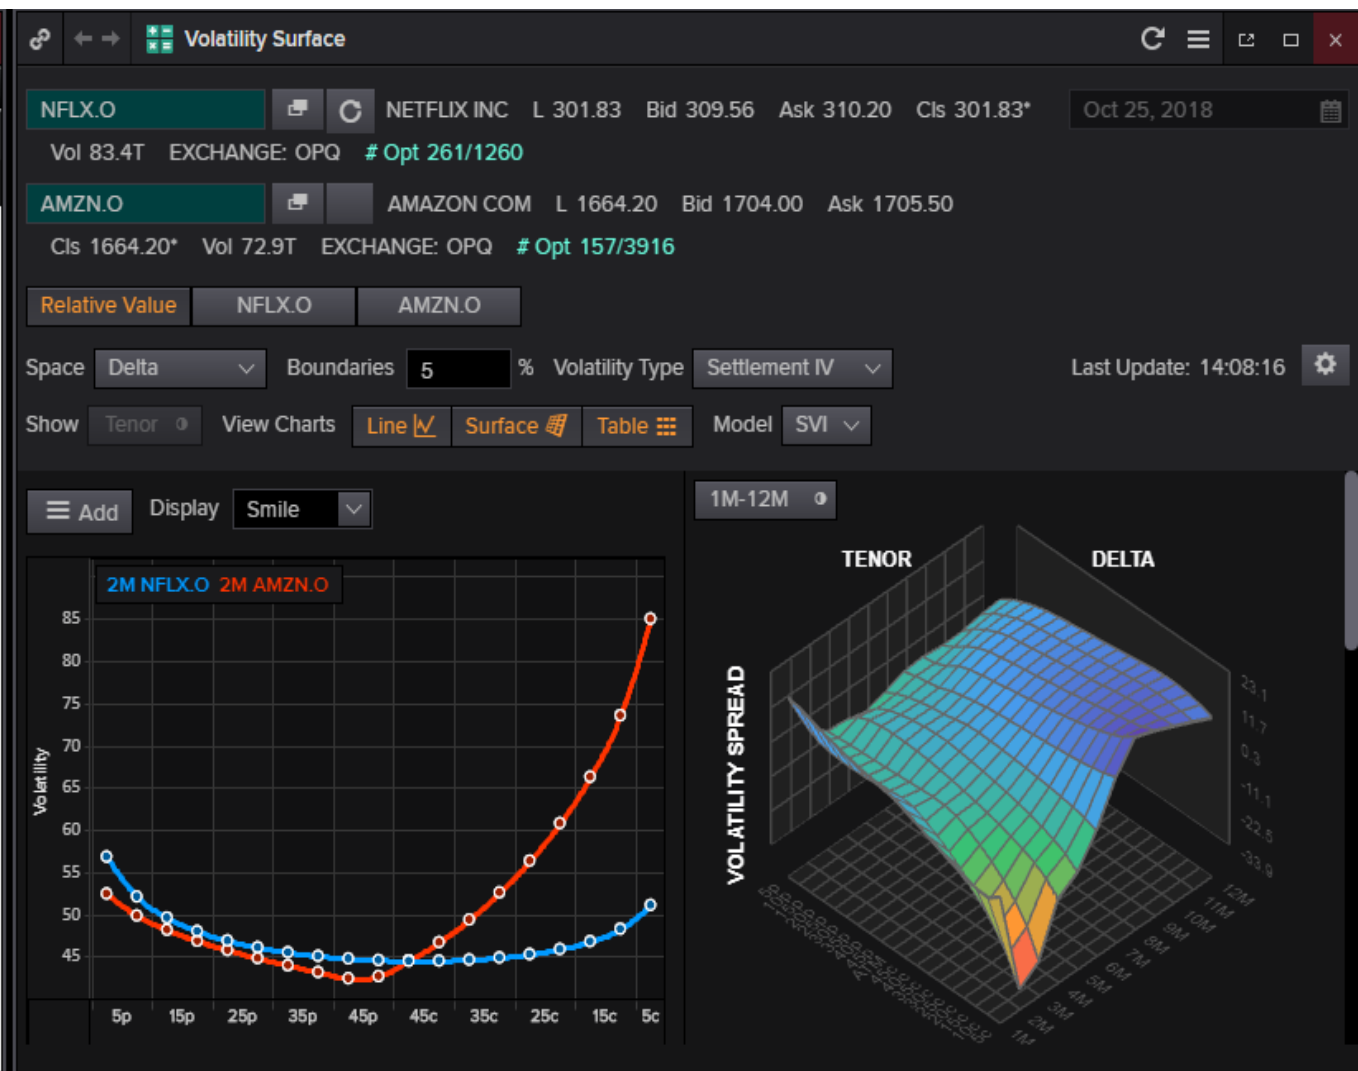 Volatility Surface
NFLX.O NETFLIX INC L 301.83 Bid 309.56 Ask 310.20 Cls 301.83* Oct 25, 2018
Vol 83.4T EXCHANGE: OPQ # Opt 261/1260
AMZN.O AMAZON COM L 1664.20 Bid 1704.00 Ask 1705.50
Cls 1664.20* Vol 72.9T EXCHANGE: OPQ # Opt 157/3916
Relative Value NFLX.O AMZN.O
Space Delta Boundaries 5 % Volatility Type Settlement IV Last Update: 14:08:16
Show Tenor View Charts Line Surface Table Model SVI
Add Display Smile
2M NFLX.O 2M AMZN.O
Volatility
85
80
75
70
65
60
55
50
45
5p 15p 25p 35p 45p 45c 35c 25c 15c 5c
1M-12M
TENOR DELTA
VOLATILITY SPREAD
23.1
11.7
0.3
-11.1
-22.5
-33.9
12M
11M
10M
9M
8M
7M
6M
5M
4M
3M
2M
1M